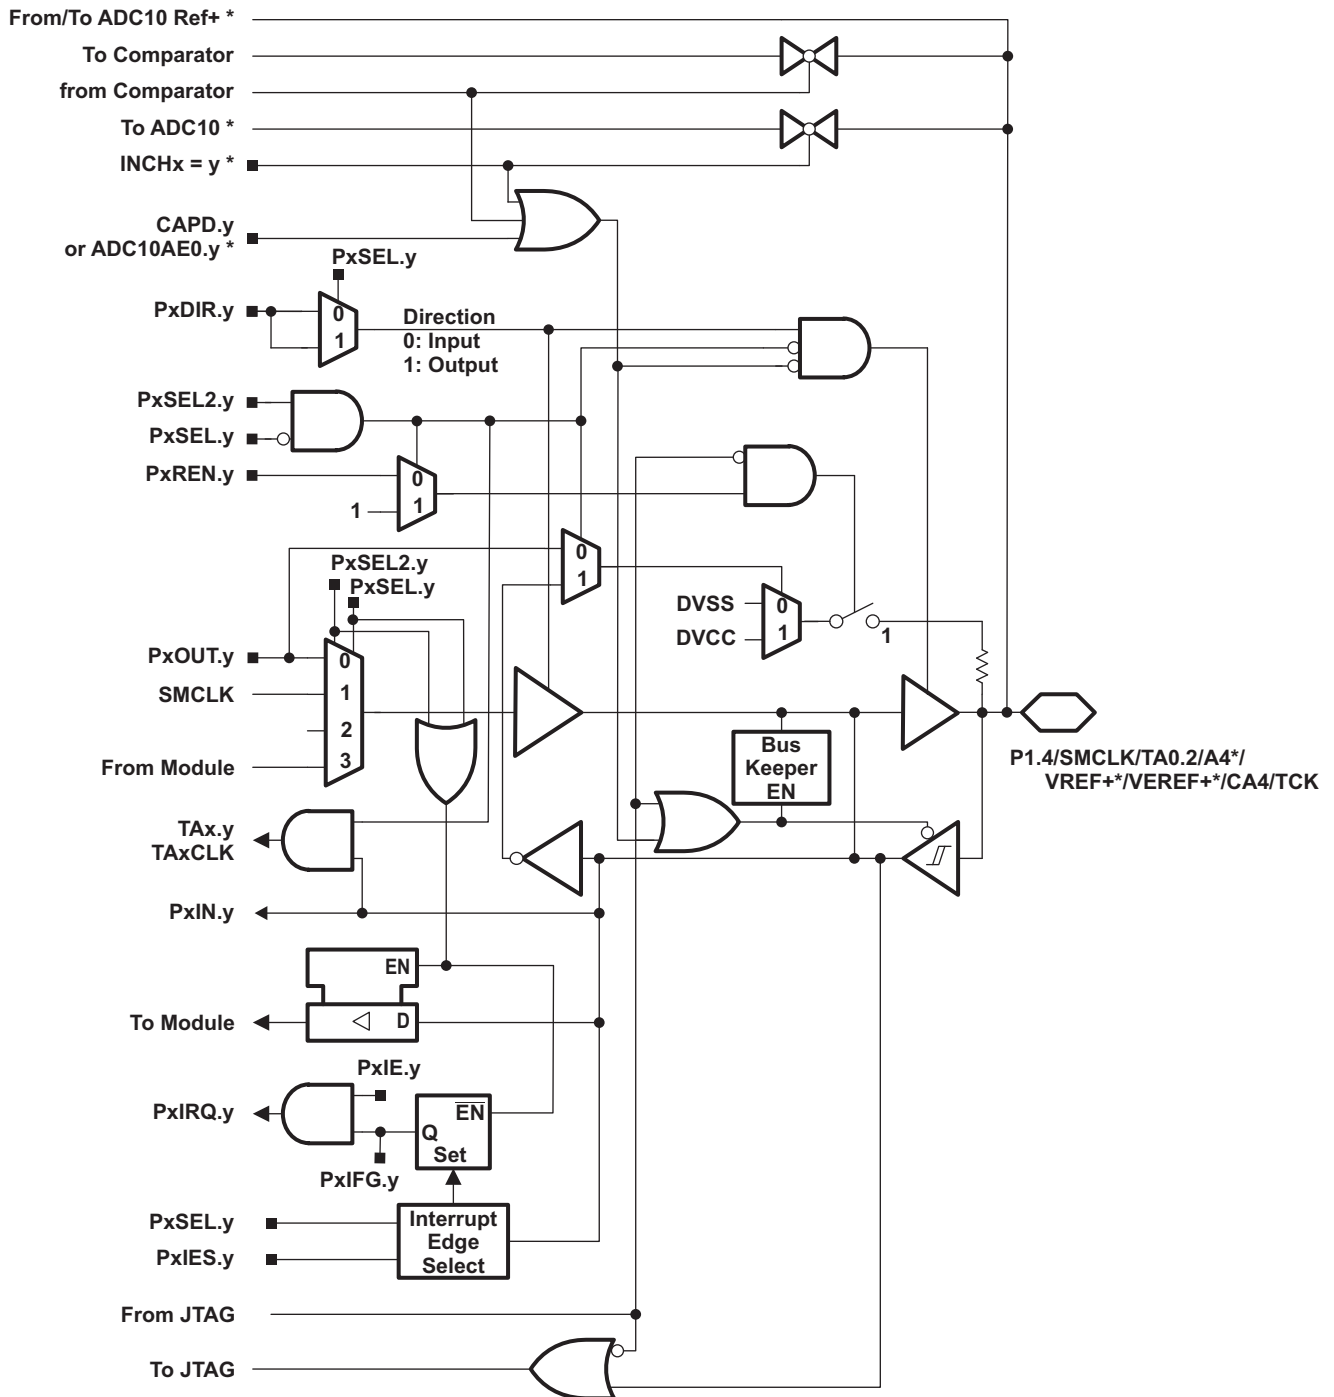 From/To ADC10 Ref+ *
To Comparator
from Comparator
To ADC10 *
INCHx = y *
CAPD.y
or ADC10AE0.y *
PxSEL.y
PxDIR.y
0
1
Direction
0: Input
1: Output
PxSEL2.y
PxSEL.y
PxREN.y
0
1
1
0
1
PxSEL2.y
PxSEL.y
DVSS
DVCC
0
1
1
PxOUT.y
SMCLK
From Module
0
1
2
3
Bus
Keeper
EN
P1.4/SMCLK/TA0.2/A4*/
VREF+*/VEREF+*/CA4/TCK
TAx.y
TAxCLK
PxIN.y
EN
D
To Module
PxIE.y
PxIRQ.y
EN
Q
Set
PxIFG.y
PxSEL.y
PxIES.y
Interrupt
Edge
Select
From JTAG
To JTAG